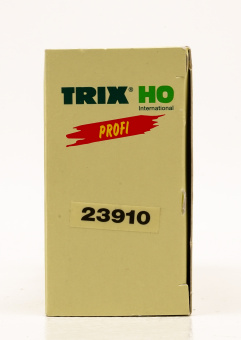 TRIX® HO
International
PROFI
23910